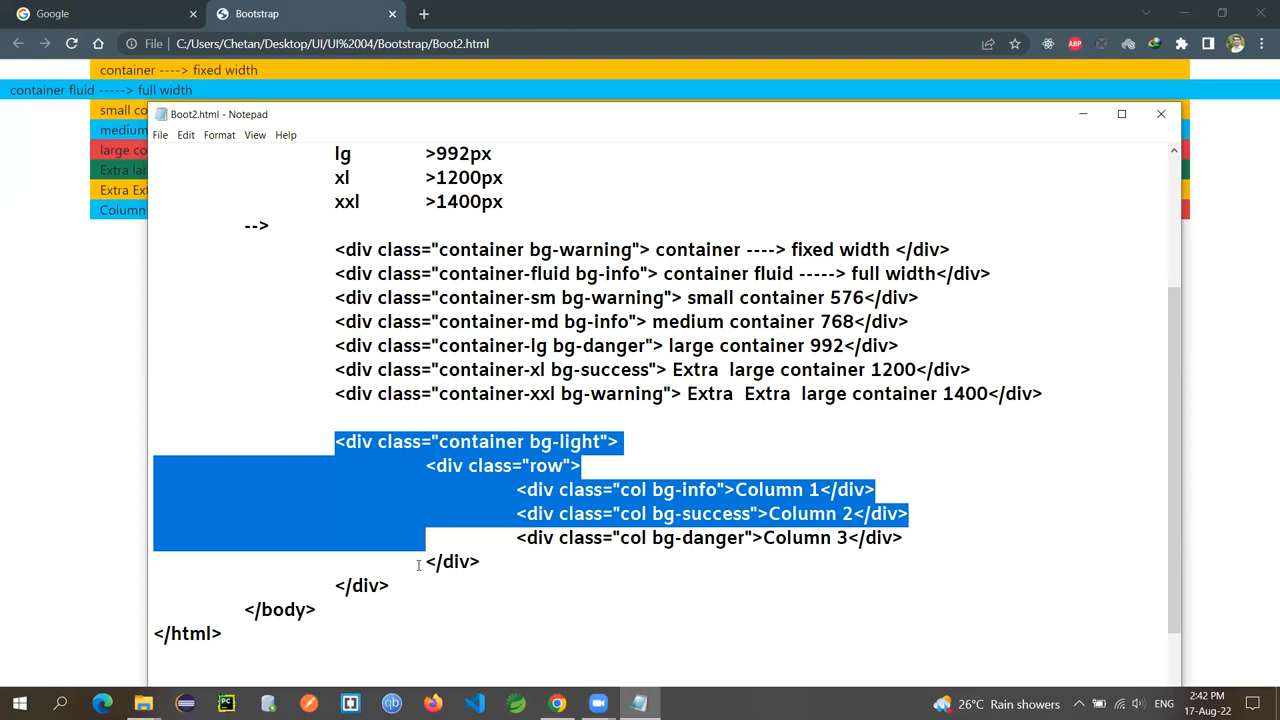 Google
Bootstrap
File C:/Users/Chetan/Desktop/UI/UI%2004/Bootstrap/Boot2.html
ABP
container ----> fixed width
container fluid -----> full width
small co
medium
large co
Extra lar
Extra Ext
Column
Boot2.html - Notepad
File Edit Format View Help
lg >992px
xl >1200px
xxl >1400px
-->
<div class="container bg-warning"> container ----> fixed width </div>
<div class="container-fluid bg-info"> container fluid -----> full width</div>
<div class="container-sm bg-warning"> small container 576</div>
<div class="container-md bg-info"> medium container 768</div>
<div class="container-lg bg-danger"> large container 992</div>
<div class="container-xl bg-success"> Extra  large container 1200</div>
<div class="container-xxl bg-warning"> Extra  Extra  large container 1400</div>
<div class="container bg-light">
<div class="row">
<div class="col bg-info">Column 1</div>
<div class="col bg-success">Column 2</div>
<div class="col bg-danger">Column 3</div>
</div>
</div>
</body>
</html>
PC
qb
26°C Rain showers
ENG
2:42 PM
17-Aug-22